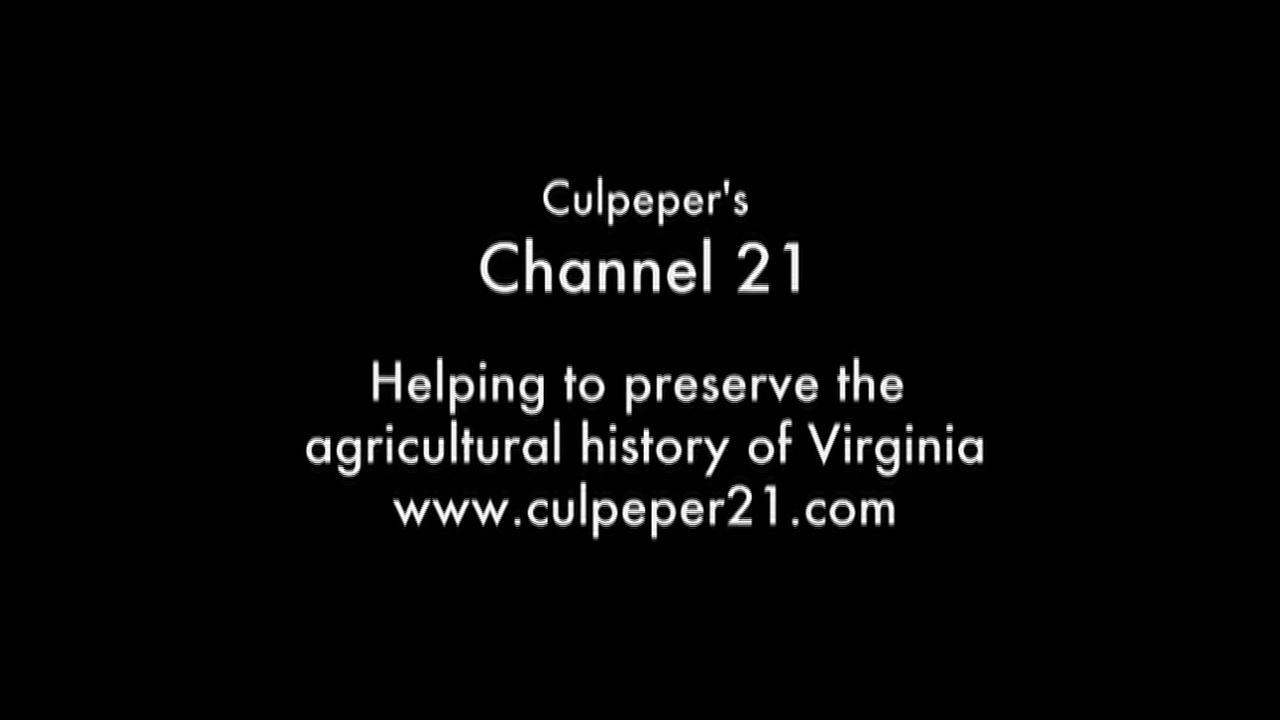 Culpeper's
Channel 21
Helping to preserve the
agricultural history of Virginia
www.culpeper21.com